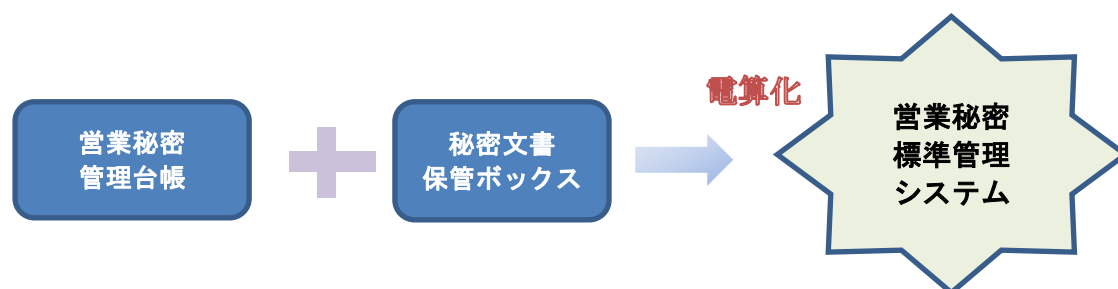 営業秘密
管理台帳
秘密文書
保管ボックス
電算化
営業秘密
標準管理
システム